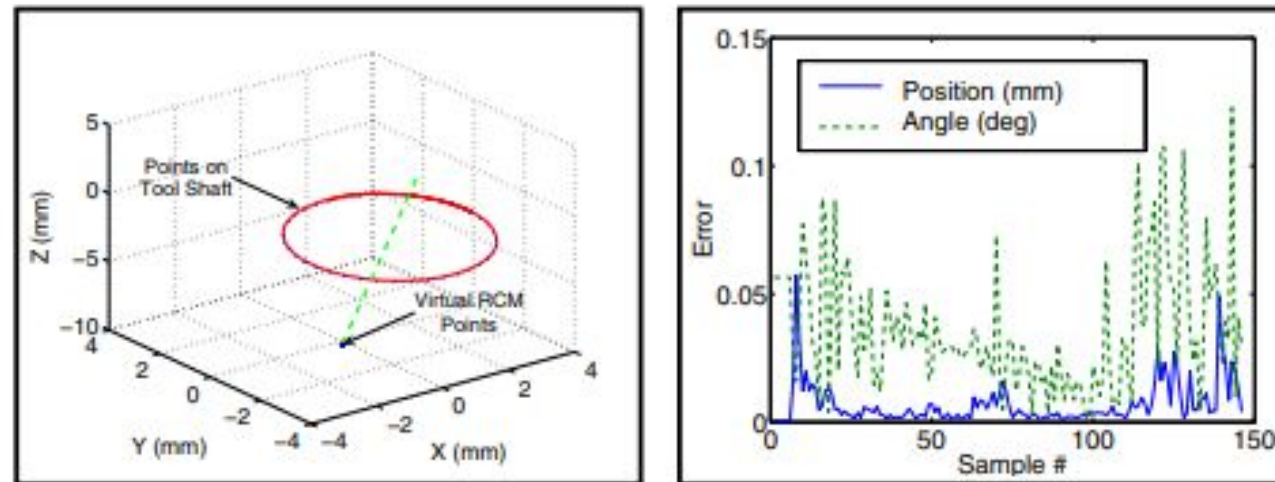 5
0
−5
−10
Z (mm)
4
2
0
−2
−4
Y (mm)
−4
−2
0
2
4
X (mm)
Points on
Tool Shaft
Virtual RCM
Points
0.15
0.1
0.05
0
Error
Position (mm)
Angle (deg)
0
50
100
150
Sample #